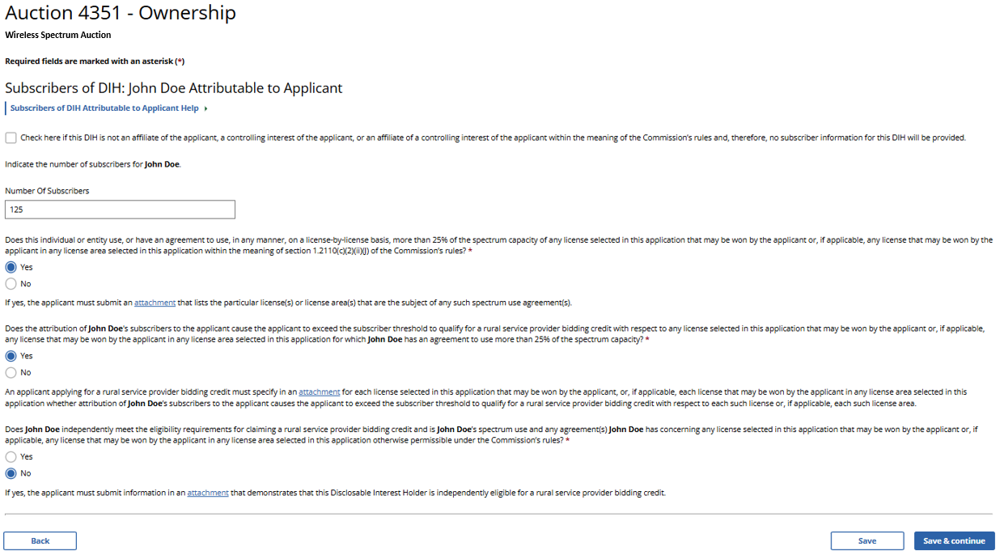 Auction 4351 - Ownership
Wireless Spectrum Auction
Required fields are marked with an asterisk (*)
Subscribers of DIH: John Doe Attributable to Applicant
Subscribers of DIH Attributable to Applicant Help
Check here if this DIH is not an affiliate of the applicant, a controlling interest of the applicant, or an affiliate of a controlling interest of the applicant within the meaning of the Commission's rules and, therefore, no subscriber information for this DIH will be provided.
Indicate the number of subscribers for John Doe.
Number Of Subscribers
125
Does this individual or entity use, or have an agreement to use, in any manner, on a license-by-license basis, more than 25% of the spectrum capacity of any license selected in this application that may be won by the applicant or, if applicable, any license that may be won by the
applicant in any license area selected in this application within the meaning of section 1.2110(c)(2)(ii)(J) of the Commission's rules? *
Yes
No
If yes, the applicant must submit an attachment that lists the particular license(s) or license area(s) that are the subject of any such spectrum use agreement(s).
Does the attribution of John Doe's subscribers to the applicant cause the applicant to exceed the subscriber threshold to qualify for a rural service provider bidding credit with respect to any license selected in this application that may be won by the applicant or, if applicable,
any license that may be won by the applicant in any license area selected in this application for which John Doe has an agreement to use more than 25% of the spectrum capacity? *
Yes
No
An applicant applying for a rural service provider bidding credit must specify in an attachment for each license selected in this application that may be won by the applicant, or, if applicable, each license that may be won by the applicant in any license area selected in this
application whether attribution of John Doe's subscribers to the applicant causes the applicant to exceed the subscriber threshold to qualify for a rural service provider bidding credit with respect to each such license or, if applicable, each such license area.
Does John Doe independently meet the eligibility requirements for claiming a rural service provider bidding credit and is John Doe's spectrum use and any agreement(s) John Doe has concerning any license selected in this application that may be won by the applicant or, if
applicable, any license that may be won by the applicant in any license area selected in this application otherwise permissible under the Commission's rules? *
Yes
No
If yes, the applicant must submit information in an attachment that demonstrates that this Disclosable Interest Holder is independently eligible for a rural service provider bidding credit.
Back
Save
Save & continue